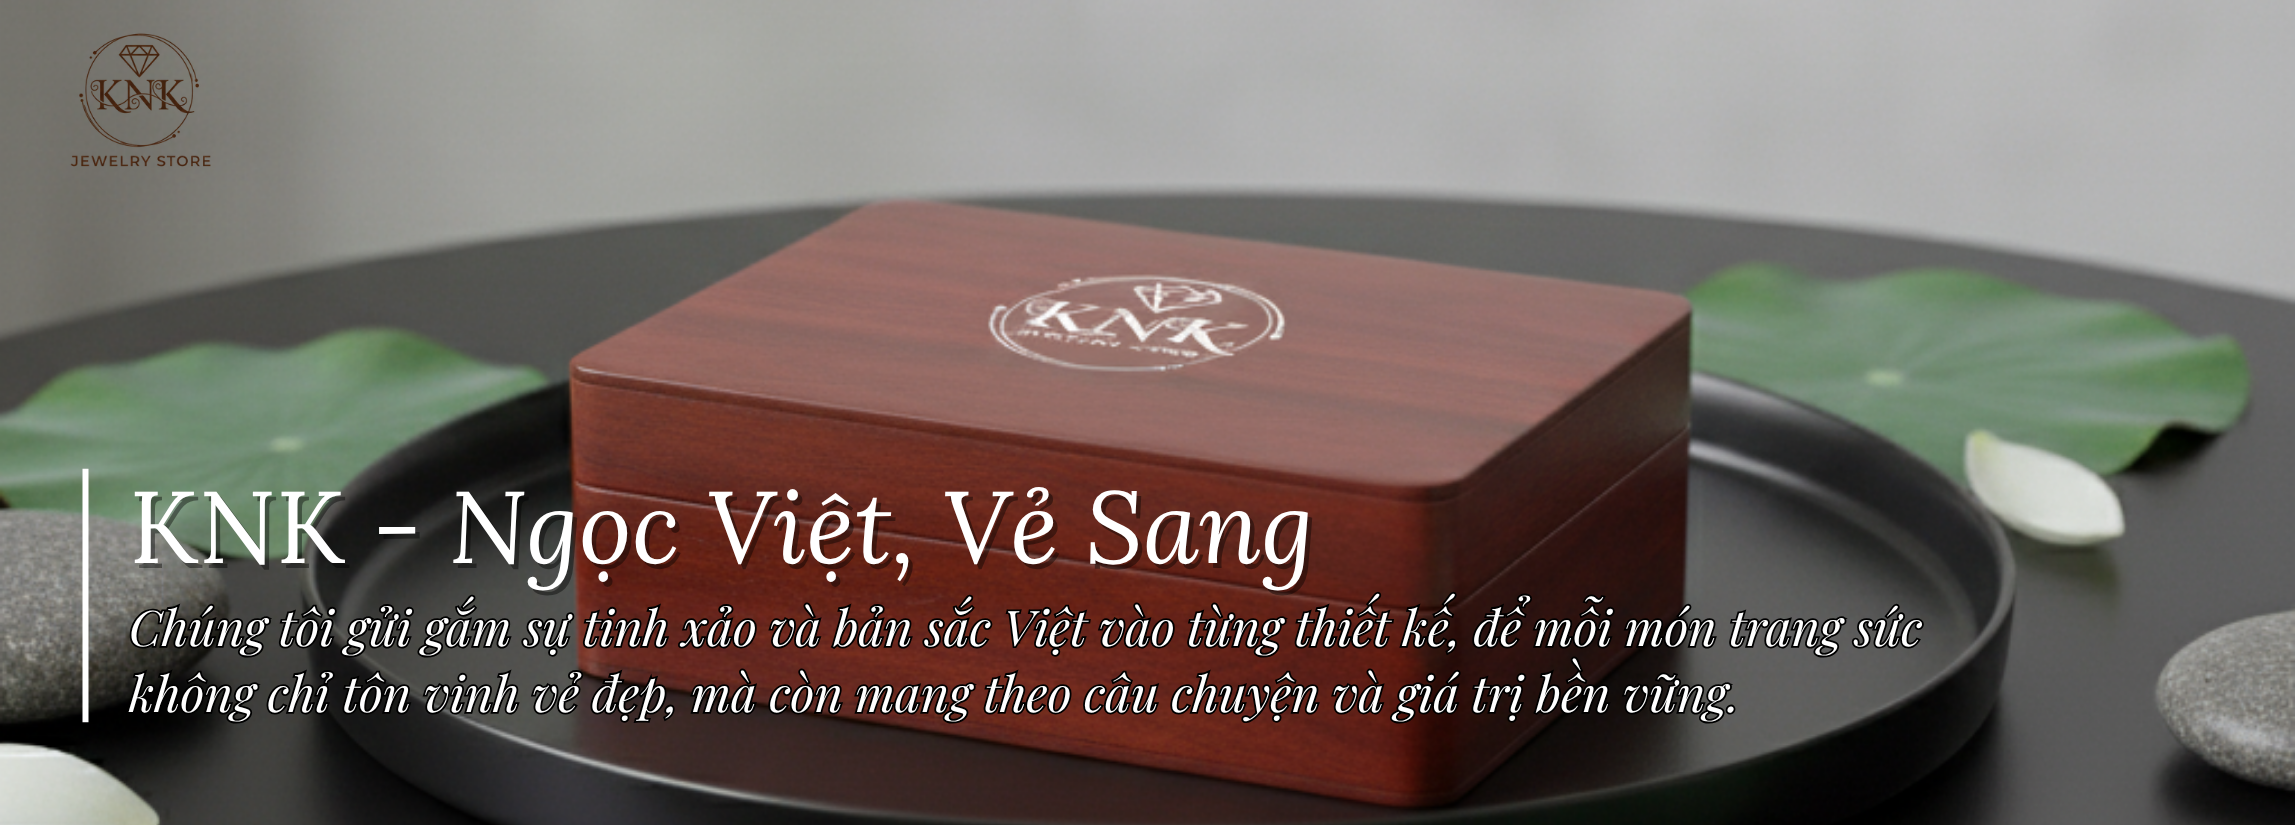 KNK
JEWELRY STORE
KNK
KNK - Ngọc Việt, Vẻ Sang
Chúng tôi gửi gắm sự tinh xảo và bản sắc Việt vào từng thiết kế, để mỗi món trang sức
không chỉ tôn vinh vẻ đẹp, mà còn mang theo câu chuyện và giá trị bền vững.